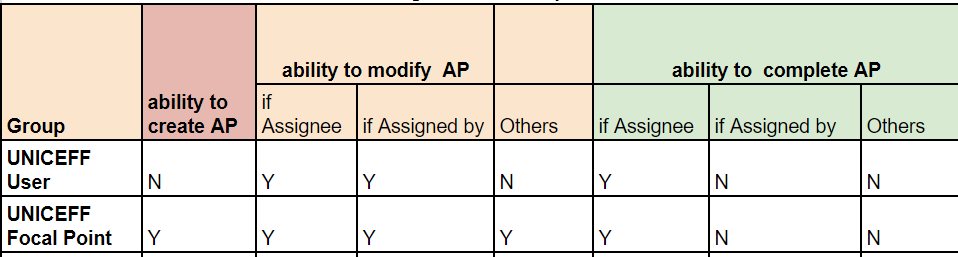 ability to modify AP
ability to complete AP
Group
ability to
create AP
if
Assignee
if Assigned by
Others
if Assignee
if Assigned by
Others
UNICEFF
User
N
Y
Y
N
Y
N
N
UNICEFF
Focal Point
Y
Y
Y
Y
Y
N
N